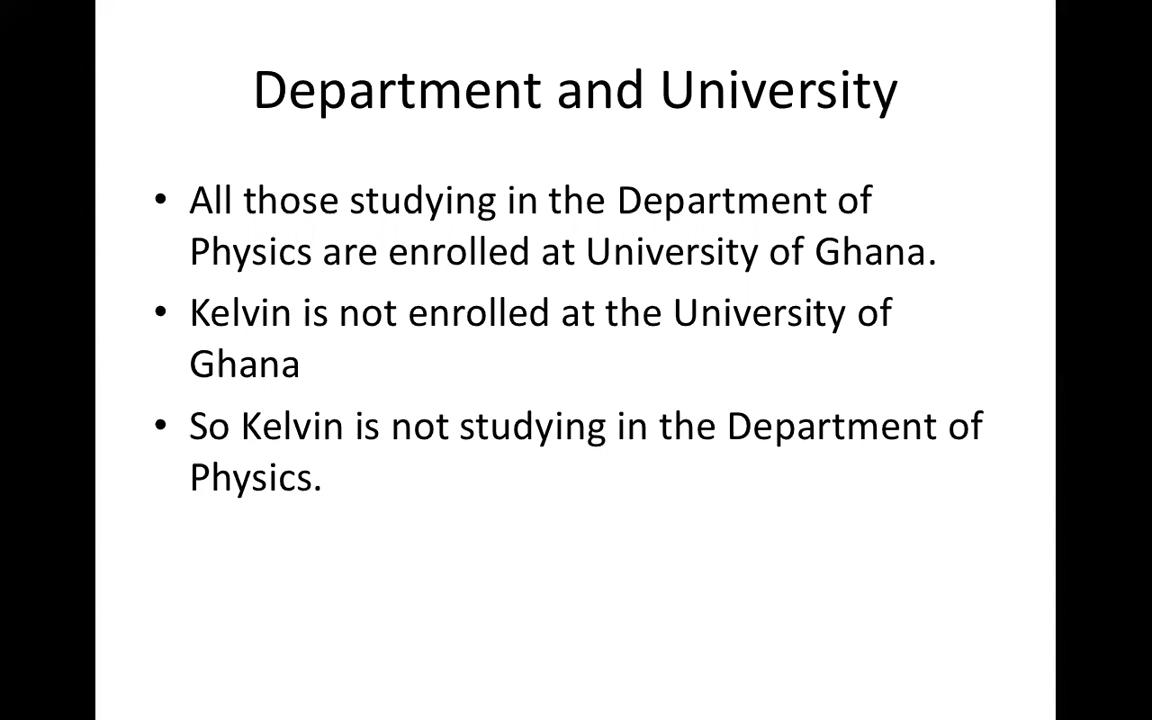 Department and University
• All those studying in the Department of
Physics are enrolled at University of Ghana.
• Kelvin is not enrolled at the University of
Ghana
• So Kelvin is not studying in the Department of
Physics.